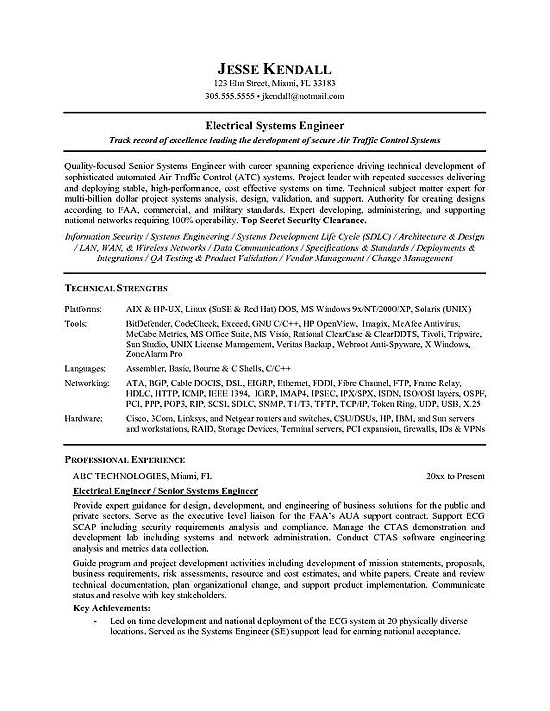 JESSE KENDALL
123 Elm Street, Miami, FL 33183
305.555.5555 • jkendall@notmail.com
Electrical Systems Engineer
Track record of excellence leading the development of secure Air Traffic Control Systems
Quality-focused Senior Systems Engineer with career spanning experience driving technical development of
sophisticated automated Air Traffic Control (ATC) systems. Project leader with repeated successes delivering
and deploying stable, high-performance, cost effective systems on time. Technical subject matter expert for
multi-billion dollar project systems analysis, design, validation, and support. Authority for creating designs
according to FAA, commercial, and military standards. Expert developing, administering, and supporting
national networks requiring 100% operability. Top Secret Security Clearance.
Information Security / Systems Engineering / Systems Development Life Cycle (SDLC) / Architecture & Design
/ LAN, WAN, & Wireless Networks / Data Communications / Specifications & Standards / Deployments &
Integrations / QA Testing & Product Validation / Vendor Management / Change Management
TECHNICAL STRENGTHS
Platforms: AIX & HP-UX, Linux (SuSE & Red Hat) DOS, MS Windows 9x/NT/2000/XP, Solaris (UNIX)
Tools: BitDefender, CodeCheck, Exceed, GNU C/C++, HP OpenView, Imagix, McAfee Antivirus,
McCabe Metrics, MS Office Suite, MS Visio, Rational ClearCase & ClearDDTS, Tivoli, Tripwire,
Sun Studio, UNIX License Management, Veritas Backup, Webroot Anti-Spyware, X Windows,
ZoneAlarm Pro
Languages: Assembler, Basic, Bourne & C Shells, C/C++
Networking: ATA, BGP, Cable DOCIS, DSL, EIGRP, Ethernet, FDDI, Fibre Channel, FTP, Frame Relay,
HDLC, HTTP, ICMP, IEEE 1394, IGRP, IMAP4, IPSEC, IPX/SPX, ISDN, ISO/OSI layers, OSPF,
PCI, PPP, POP3, RIP, SCSI, SDLC, SNMP, T1/T3, TFTP, TCP/IP, Token Ring, UDP, USB, X.25
Hardware: Cisco, 3Com, Linksys, and Netgear routers and switches, CSU/DSUs, HP, IBM, and Sun servers
and workstations, RAID, Storage Devices, Terminal servers, PCI expansion, firewalls, IDs & VPNs
PROFESSIONAL EXPERIENCE
ABC TECHNOLOGIES, Miami, FL 20xx to Present
Electrical Engineer / Senior Systems Engineer
Provide expert guidance for design, development, and engineering of business solutions for the public and
private sectors. Serve as the executive level liaison for the FAA's AUA support contract. Support ECG
SCAP including security requirements analysis and compliance. Manage the CTAS demonstration and
development lab including systems and network administration. Conduct CTAS software engineering
analysis and metrics data collection.
Guide program and project development activities including development of mission statements, proposals,
business requirements, risk assessments, resource and cost estimates, and white papers. Create and review
technical documentation, plan organizational change, and support product implementation. Communicate
status and resolve with key stakeholders.
Key Achievements:
- Led on time development and national deployment of the ECG system at 20 physically diverse
locations. Served as the Systems Engineer (SE) support lead for earning national acceptance.